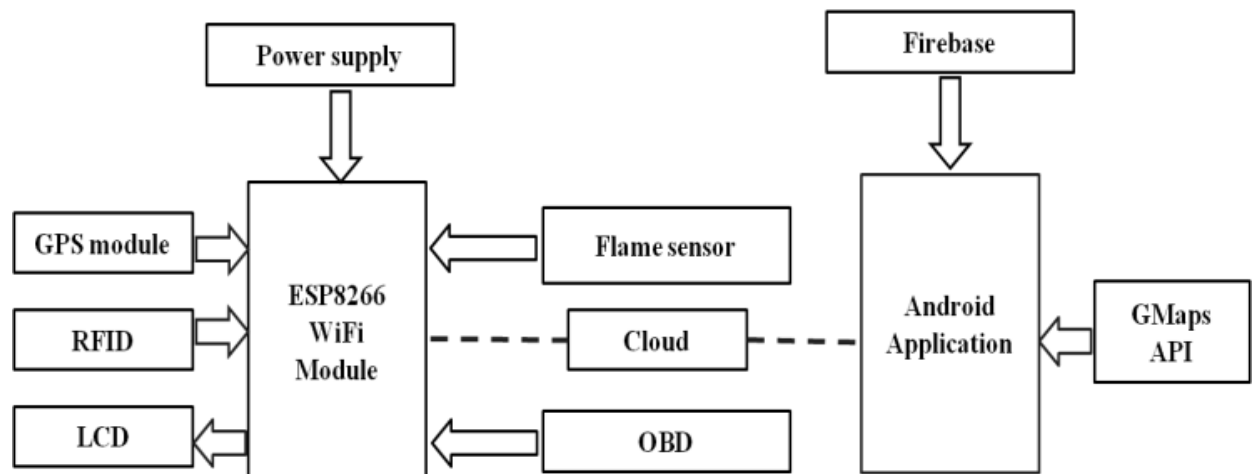 Power supply
Firebase
GPS module
RFID
LCD
ESP8266
WiFi
Module
Flame sensor
Cloud
OBD
Android
Application
GMaps
API